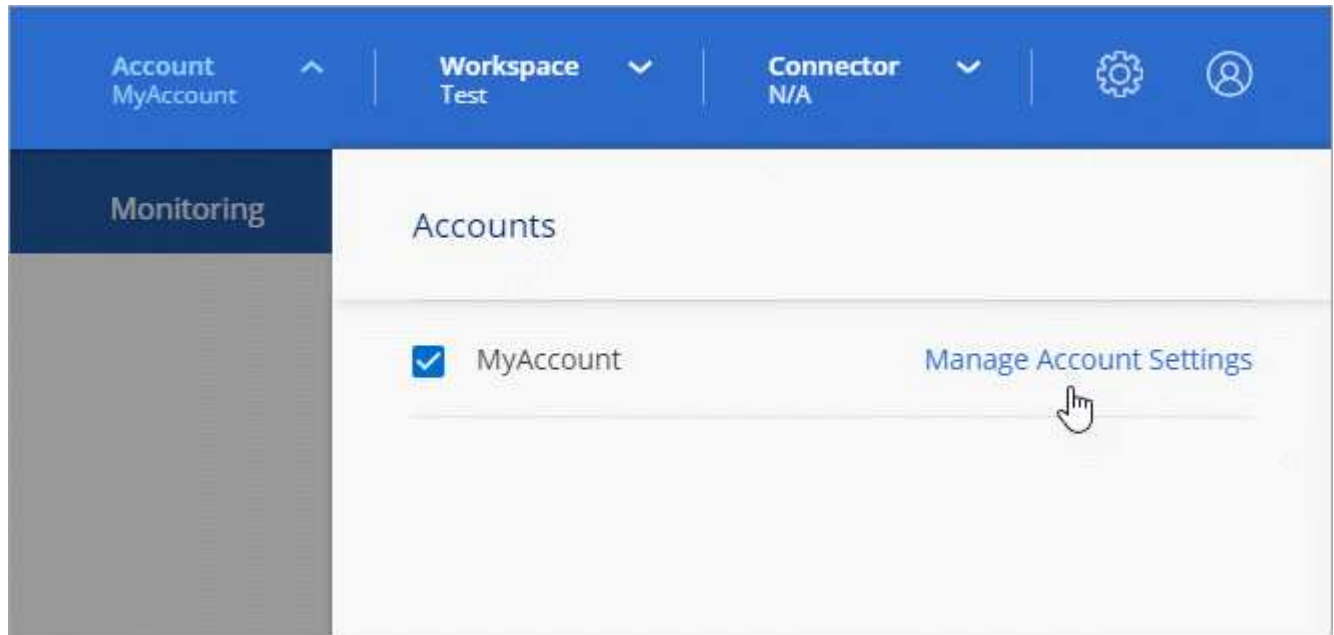 Account
MyAccount
Workspace
Test
Connector
N/A
Monitoring
Accounts
MyAccount
Manage Account Settings